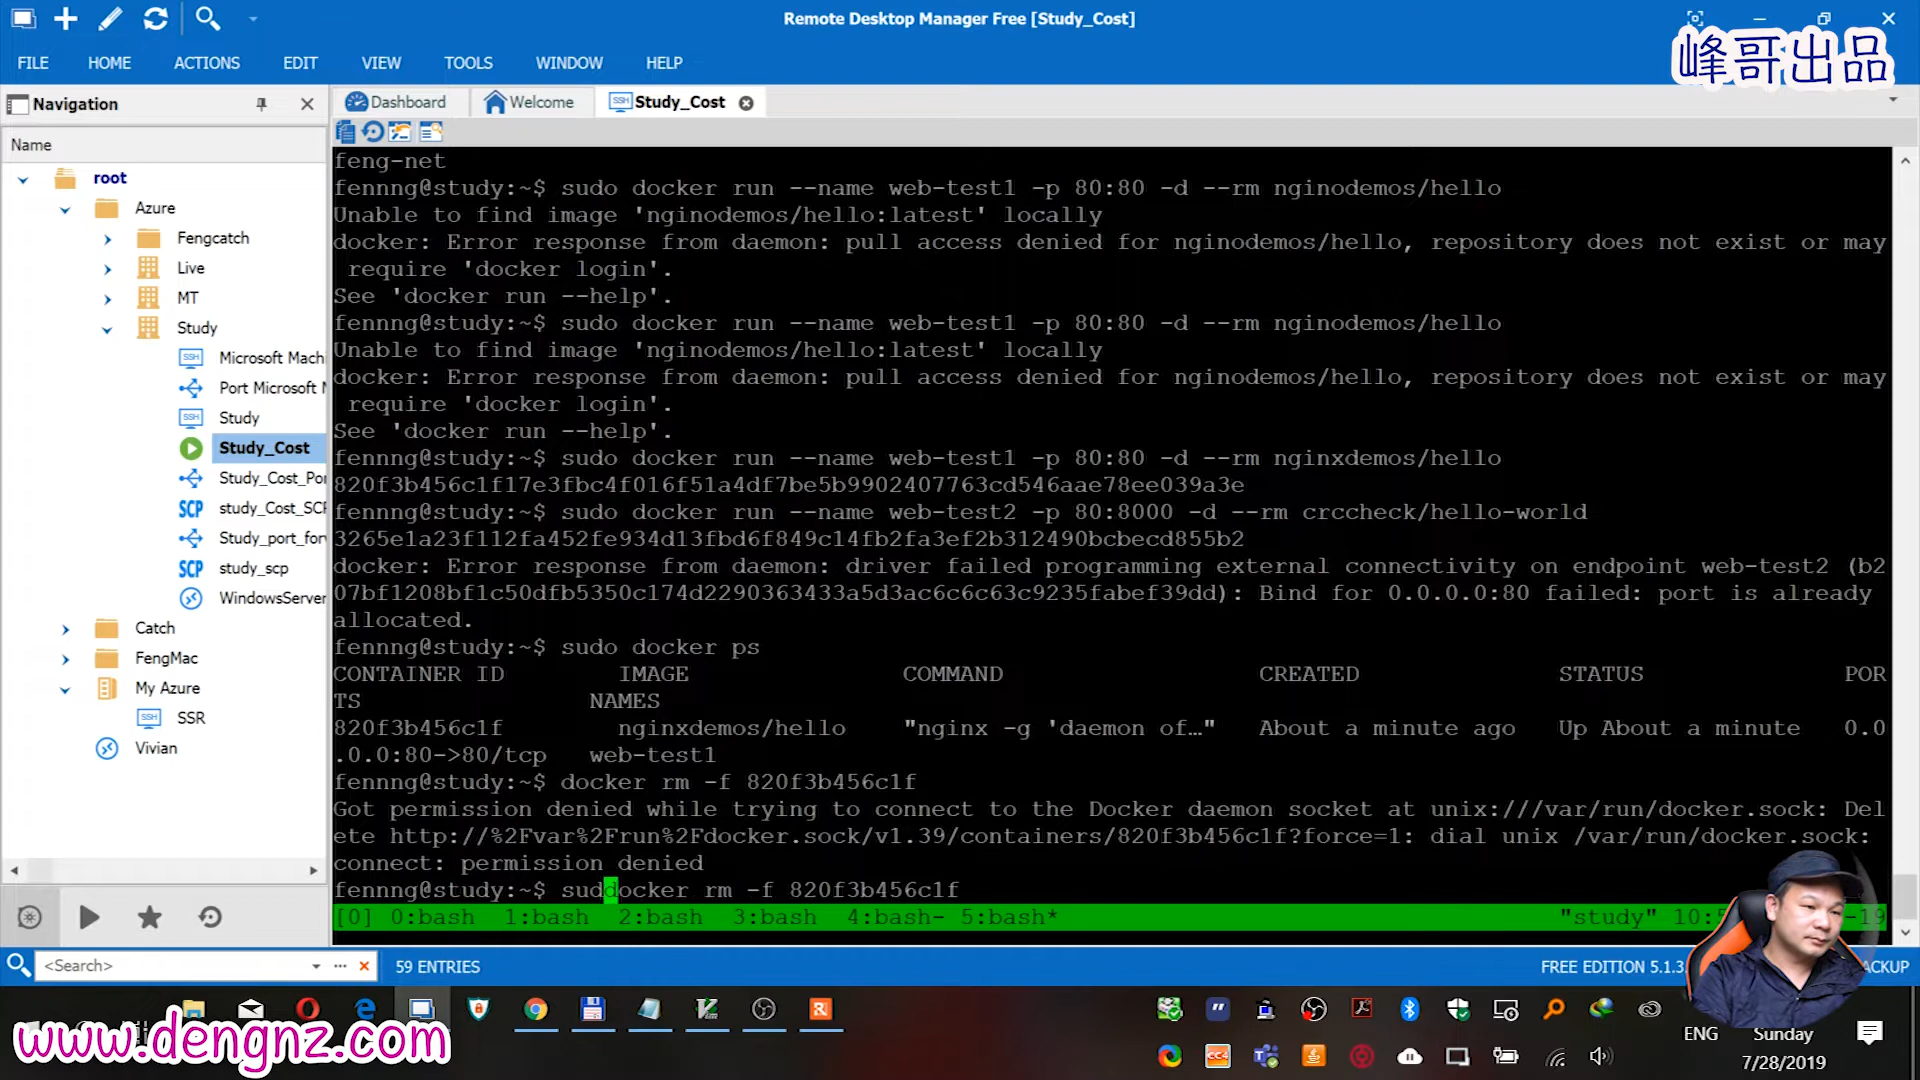 Remote Desktop Manager Free [Study_Cost]
峰哥出品
FILE HOME ACTIONS EDIT VIEW TOOLS WINDOW HELP
Navigation
Dashboard Welcome SSH Study_Cost
Name
root
Azure
Fengcatch
Live
MT
Study
SSH Microsoft Machi
Port Microsoft M
SSH Study
Study_Cost
Study_Cost_Por
SCP study_Cost_SCP
Study_port_forw
SCP study_scp
WindowsServer
Catch
FengMac
My Azure
SSH SSR
Vivian
feng-net
fennng@study:~$ sudo docker run --name web-test1 -p 80:80 -d --rm nginodemos/hello
Unable to find image 'nginodemos/hello:latest' locally
docker: Error response from daemon: pull access denied for nginodemos/hello, repository does not exist or may
require 'docker login'.
See 'docker run --help'.
fennng@study:~$ sudo docker run --name web-test1 -p 80:80 -d --rm nginodemos/hello
Unable to find image 'nginodemos/hello:latest' locally
docker: Error response from daemon: pull access denied for nginodemos/hello, repository does not exist or may
require 'docker login'.
See 'docker run --help'.
fennng@study:~$ sudo docker run --name web-test1 -p 80:80 -d --rm nginxdemos/hello
820f3b456c1f17e3fbc4f016f51a4df7be5b9902407763cd546aae78ee039a3e
fennng@study:~$ sudo docker run --name web-test2 -p 80:8000 -d --rm crccheck/hello-world
3265e1a23f112fa452fe934d13fbd6f849c14fb2fa3ef2b312490bcbecd855b2
docker: Error response from daemon: driver failed programming external connectivity on endpoint web-test2 (b2
07bf1208bf1c50dfb5350c174d2290363433a5d3ac6c6c63c9235fabef39dd): Bind for 0.0.0.0:80 failed: port is already
allocated.
fennng@study:~$ sudo docker ps
CONTAINER ID IMAGE COMMAND CREATED STATUS POR
TS NAMES
820f3b456c1f nginxdemos/hello "nginx -g 'daemon of…" About a minute ago Up About a minute 0.0
.0.0:80->80/tcp web-test1
fennng@study:~$ docker rm -f 820f3b456c1f
Got permission denied while trying to connect to the Docker daemon socket at unix:///var/run/docker.sock: Del
ete http://%2Fvar%2Frun%2Fdocker.sock/v1.39/containers/820f3b456c1f?force=1: dial unix /var/run/docker.sock:
connect: permission denied
fennng@study:~$ suddocker rm -f 820f3b456c1f
[0] 0:bash 1:bash 2:bash 3:bash 4:bash- 5:bash* "study" 10:5 -19
<Search> 59 ENTRIES FREE EDITION 5.1.3. ACKUP
www.dengnz.com
CC4
ENG Sunday
7/28/2019